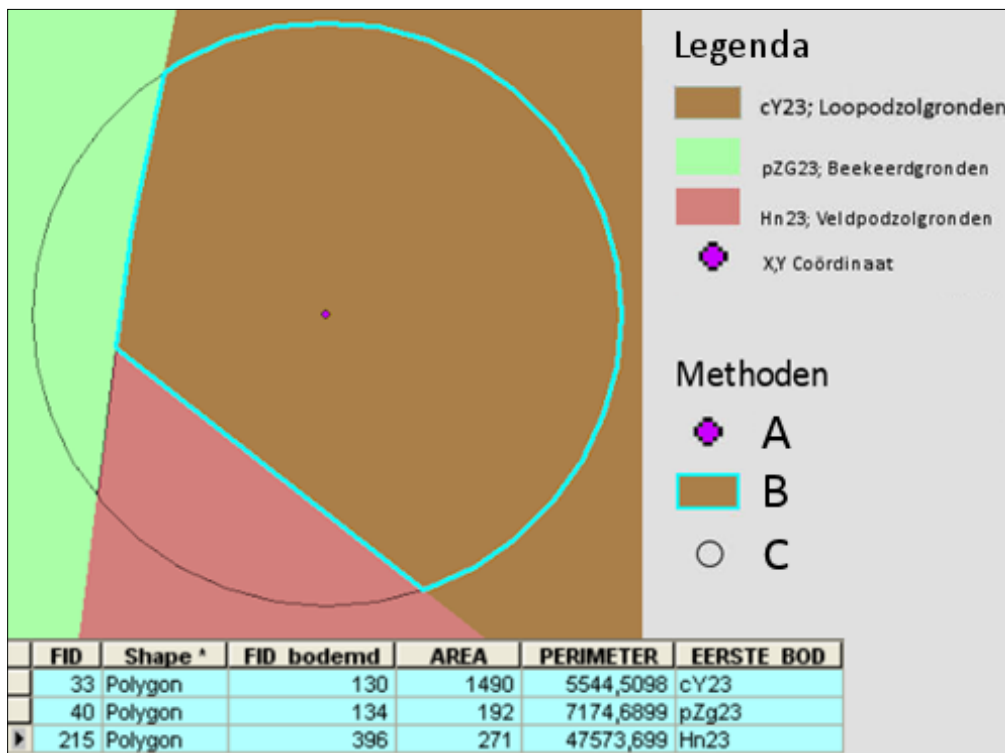 Legenda
cY23; Loopodzolgronden
pZG23; Beekeerdgronden
Hn23; Veldpodzolgronden
X,Y Coördinaat
Methoden
A
B
C
FID Shape * FID_bodemd AREA PERIMETER EERSTE_BOD
33 Polygon 130 1490 5544,5098 cY23
40 Polygon 134 192 7174,6899 pZg23
215 Polygon 396 271 47573,699 Hn23